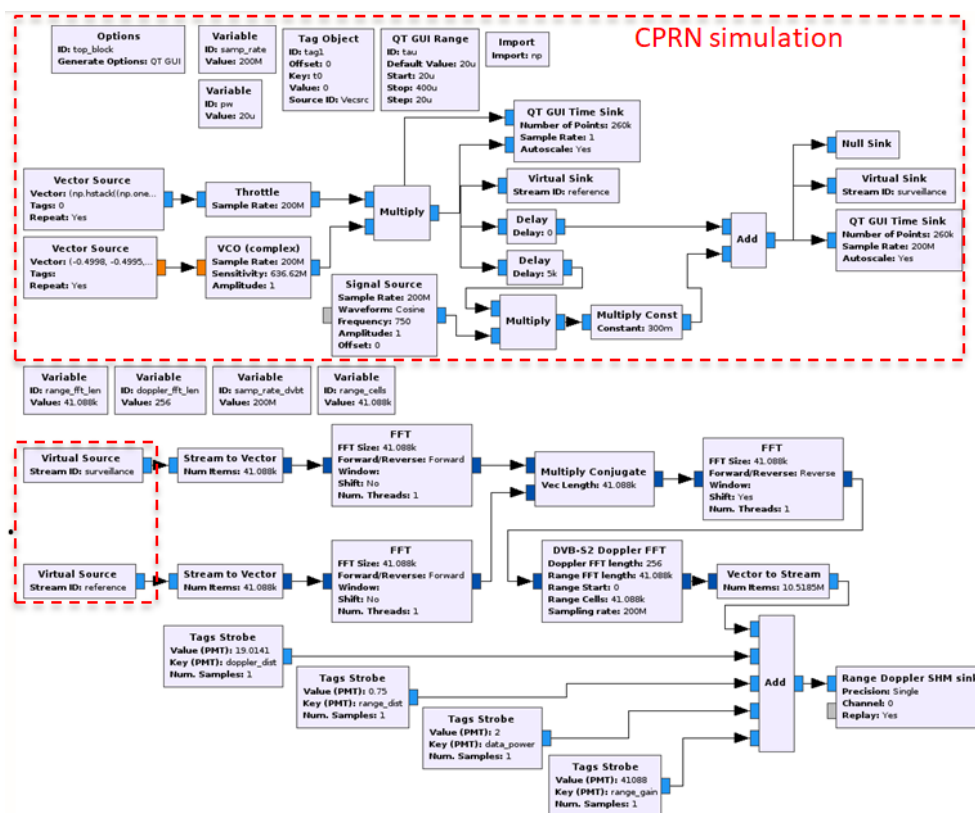 CPRN simulation
Options
ID: top_block
Generate Options: QT GUI
Variable
ID: samp_rate
Value: 200M
Tag Object
ID: tag1
Offset: 0
Key: t0
Value: 0
Source ID: Vecsrc
QT GUI Range
ID: tau
Default Value: 20u
Start: 20u
Stop: 400u
Step: 20u
Import
Import: np
Variable
ID: pw
Value: 20u
QT GUI Time Sink
Number of Points: 260k
Sample Rate: 1
Autoscale: Yes
Null Sink
Vector Source
Vector: (np.hstack((np.one...
Tags: 0
Repeat: Yes
Throttle
Sample Rate: 200M
Multiply
Virtual Sink
Stream ID: reference
Virtual Sink
Stream ID: surveillance
Delay
Delay: 0
Add
QT GUI Time Sink
Number of Points: 260k
Sample Rate: 200M
Autoscale: Yes
Vector Source
Vector: (-0.4998, -0.4995,...
Tags:
Repeat: Yes
VCO (complex)
Sample Rate: 200M
Sensitivity: 636.62M
Amplitude: 1
Delay
Delay: 5k
Signal Source
Sample Rate: 200M
Waveform: Cosine
Frequency: 750
Amplitude: 1
Offset: 0
Multiply
Multiply Const
Constant: 300m
Variable
ID: range_fft_len
Value: 41.088k
Variable
ID: doppler_fft_len
Value: 256
Variable
ID: samp_rate_dvbt
Value: 200M
Variable
ID: range_cells
Value: 41.088k
Virtual Source
Stream ID: surveillance
Stream to Vector
Num Items: 41.088k
FFT
FFT Size: 41.088k
Forward/Reverse: Forward
Window:
Shift: No
Num. Threads: 1
Multiply Conjugate
Vec Length: 41.088k
FFT
FFT Size: 41.088k
Forward/Reverse: Reverse
Window:
Shift: Yes
Num. Threads: 1
Virtual Source
Stream ID: reference
Stream to Vector
Num Items: 41.088k
FFT
FFT Size: 41.088k
Forward/Reverse: Forward
Window:
Shift: No
Num. Threads: 1
DVB-S2 Doppler FFT
Doppler FFT length: 256
Range FFT length: 41.088k
Range Start: 0
Range Cells: 41.088k
Sampling rate: 200M
Vector to Stream
Num Items: 10.5185M
Tags Strobe
Value (PMT): 19.0141
Key (PMT): doppler_dist
Num. Samples: 1
Tags Strobe
Value (PMT): 0.75
Key (PMT): range_dist
Num. Samples: 1
Add
Range Doppler SHM sink
Precision: Single
Channel: 0
Replay: Yes
Tags Strobe
Value (PMT): 2
Key (PMT): data_power
Num. Samples: 1
Tags Strobe
Value (PMT): 41088
Key (PMT): range_gain
Num. Samples: 1